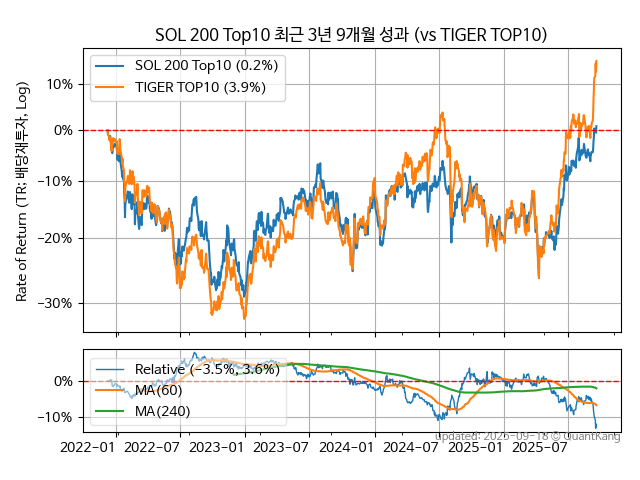 SOL 200 Top10 최근 3년 9개월 성과 (vs TIGER TOP10)
Rate of Return (TR: 배당재투자, Log)
10%
0%
−10%
−20%
−30%
SOL 200 Top10 (0.2%)
TIGER TOP10 (3.9%)
0%
−10%
Relative (−3.5%, 3.6%)
MA(60)
MA(240)
Updated: 2025-09-18 © QuantKang
2022-01
2022-07
2023-01
2023-07
2024-01
2024-07
2025-01
2025-07